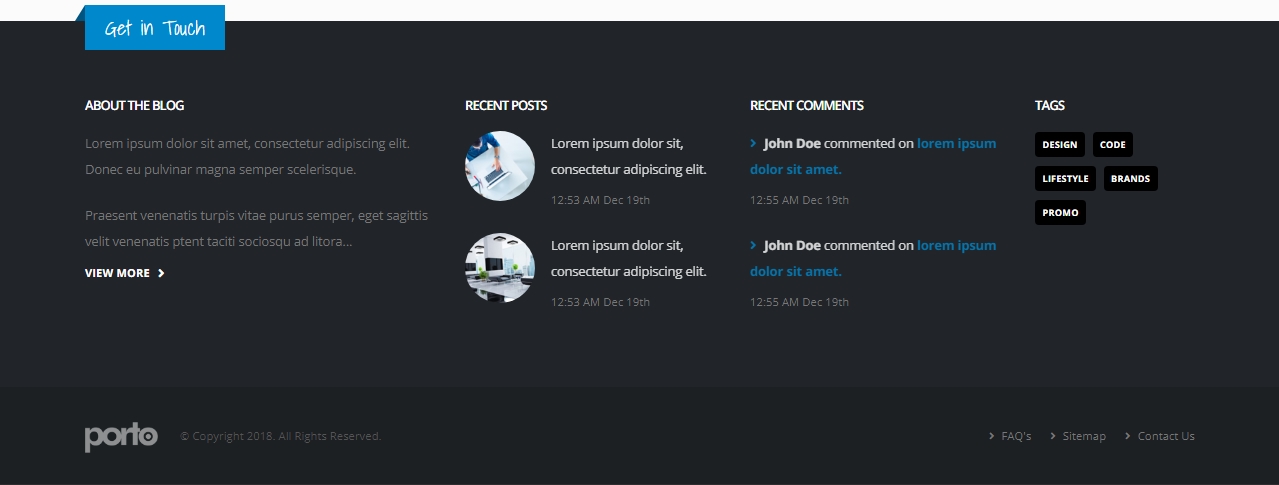 Get in Touch
ABOUT THE BLOG
Lorem ipsum dolor sit amet, consectetur adipiscing elit.
Donec eu pulvinar magna semper scelerisque.
Praesent venenatis turpis vitae purus semper, eget sagittis
velit venenatis ptent taciti sociosqu ad litora...
VIEW MORE
RECENT POSTS
Lorem ipsum dolor sit,
consectetur adipiscing elit.
12:53 AM Dec 19th
Lorem ipsum dolor sit,
consectetur adipiscing elit.
12:53 AM Dec 19th
RECENT COMMENTS
John Doe commented on lorem ipsum
dolor sit amet.
12:55 AM Dec 19th
John Doe commented on lorem ipsum
dolor sit amet.
12:55 AM Dec 19th
TAGS
DESIGN CODE
LIFESTYLE BRANDS
PROMO
porto © Copyright 2018. All Rights Reserved. FAQ's Sitemap Contact Us